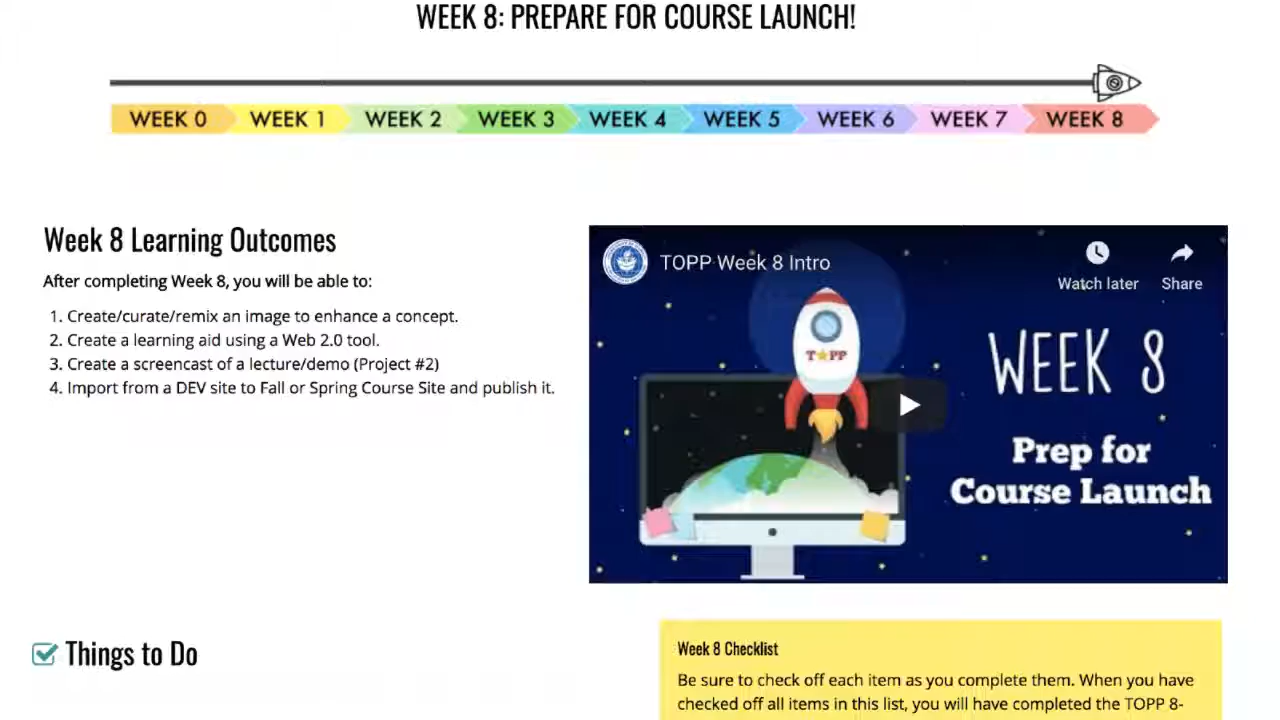 WEEK 8: PREPARE FOR COURSE LAUNCH!
WEEK 0 WEEK 1 WEEK 2 WEEK 3 WEEK 4 WEEK 5 WEEK 6 WEEK 7 WEEK 8
Week 8 Learning Outcomes
After completing Week 8, you will be able to:
1. Create/curate/remix an image to enhance a concept.
2. Create a learning aid using a Web 2.0 tool.
3. Create a screencast of a lecture/demo (Project #2)
4. Import from a DEV site to Fall or Spring Course Site and publish it.
TOPP Week 8 Intro
Watch later
Share
T★PP
WEEK 8
Prep for
Course Launch
Things to Do
Week 8 Checklist
Be sure to check off each item as you complete them. When you have
checked off all items in this list, you will have completed the TOPP 8-